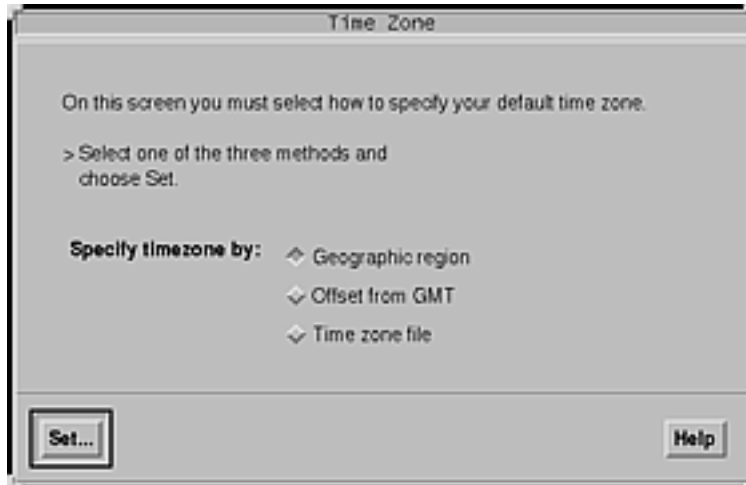 Time Zone
On this screen you must select how to specify your default time zone.
> Select one of the three methods and
choose Set.
Specify timezone by:
Geographic region
Offset from GMT
Time zone file
Set...
Help